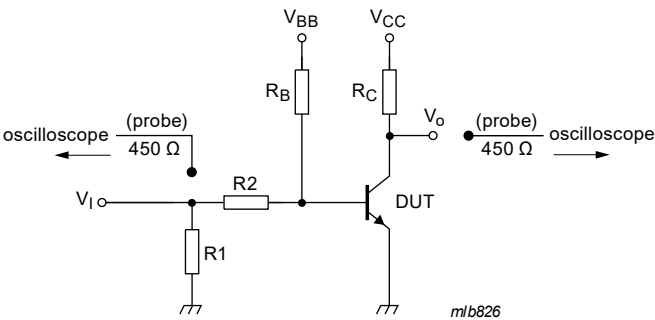 VBB
VCC
RB
RC
Vo
(probe)
oscilloscope
450 Ω
(probe)
oscilloscope
450 Ω
R2
VI
DUT
R1
mlb826